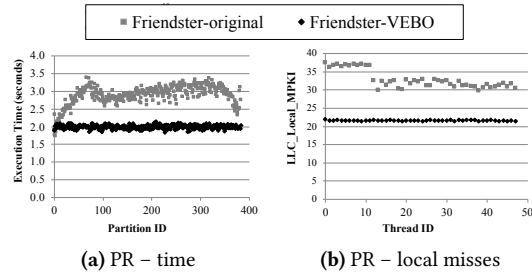 Friendster-original Friendster-VEBO
Execution Time (seconds)
4.0
3.5
3.0
2.5
2.0
1.5
1.0
0.5
0.0
0 100 200 300 400
Partition ID
(a) PR – time
LLC_Local_MPKI
40
35
30
25
20
15
10
5
0
0 10 20 30 40 50
Thread ID
(b) PR – local misses